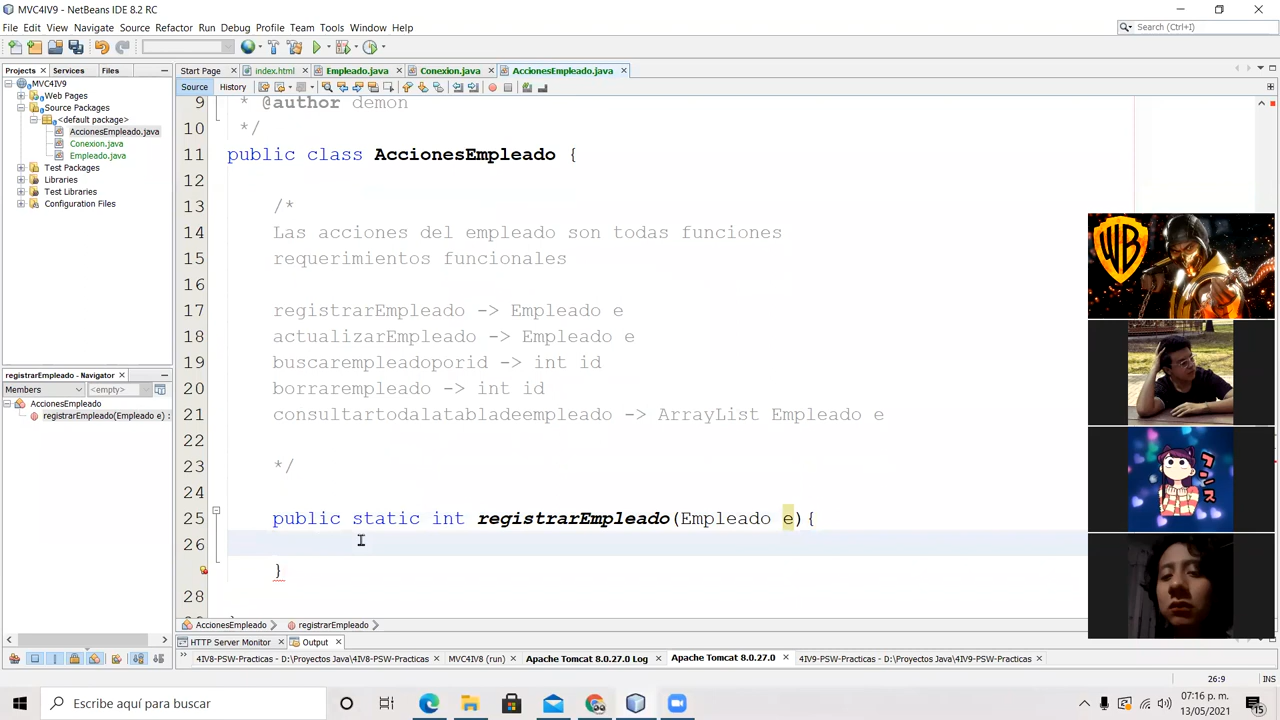 MVC4IV9 - NetBeans IDE 8.2 RC
File Edit View Navigate Source Refactor Run Debug Profile Team Tools Window Help
Search (Ctrl+I)
Projects Services Files
Start Page index.html Empleado.java Conexion.java AccionesEmpleado.java
Source History
MVC4IV9
Web Pages
Source Packages
<default package>
AccionesEmpleado.java
Conexion.java
Empleado.java
Test Packages
Libraries
Test Libraries
Configuration Files
9 * @author demon
10 */
11 public class AccionesEmpleado {
12
13 /*
14 Las acciones del empleado son todas funciones
15 requerimientos funcionales
16
17 registrarEmpleado -> Empleado e
18 actualizarEmpleado -> Empleado e
19 buscarempleadoporid -> int id
20 borrarempleado -> int id
21 consultartodalatabladeempleado -> ArrayList Empleado e
22
23 */
24
25 public static int registrarEmpleado(Empleado e){
26
}
28
registrarEmpleado - Navigator
Members <empty>
AccionesEmpleado
registrarEmpleado(Empleado e) :
WB
AccionesEmpleado registrarEmpleado
HTTP Server Monitor Output
4IV8-PSW-Practicas - D:\Proyectos Java\4IV8-PSW-Practicas MVC4IV8 (run) Apache Tomcat 8.0.27.0 Log Apache Tomcat 8.0.27.0 4IV9-PSW-Practicas - D:\Proyectos Java\4IV9-PSW-Practicas
26:9 INS
Escribe aquí para buscar
07:16 p. m.
13/05/2021
15